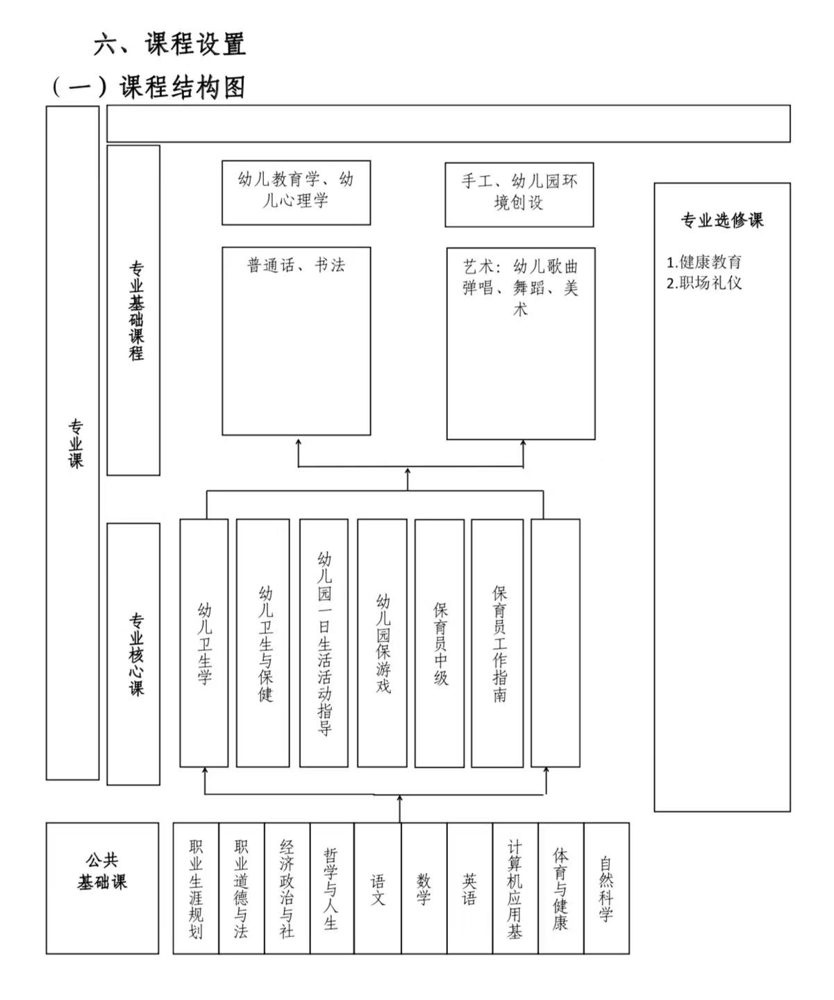 六、课程设置
（一）课程结构图
专业课
专业基础课程
幼儿教育学、幼
儿心理学
手工、幼儿园环
境创设
普通话、书法
艺术：幼儿歌曲
弹唱、舞蹈、美
术
专业选修课
1.健康教育
2.职场礼仪
专业核心课
幼儿卫生学
幼儿卫生与保健
幼儿园一日生活活动指导
幼儿园保游戏
保育员中级
保育员工作指南
公共
基础课
职业生涯规划
职业道德与法
经济政治与社
哲学与人生
语文
数学
英语
计算机应用基
体育与健康
自然科学